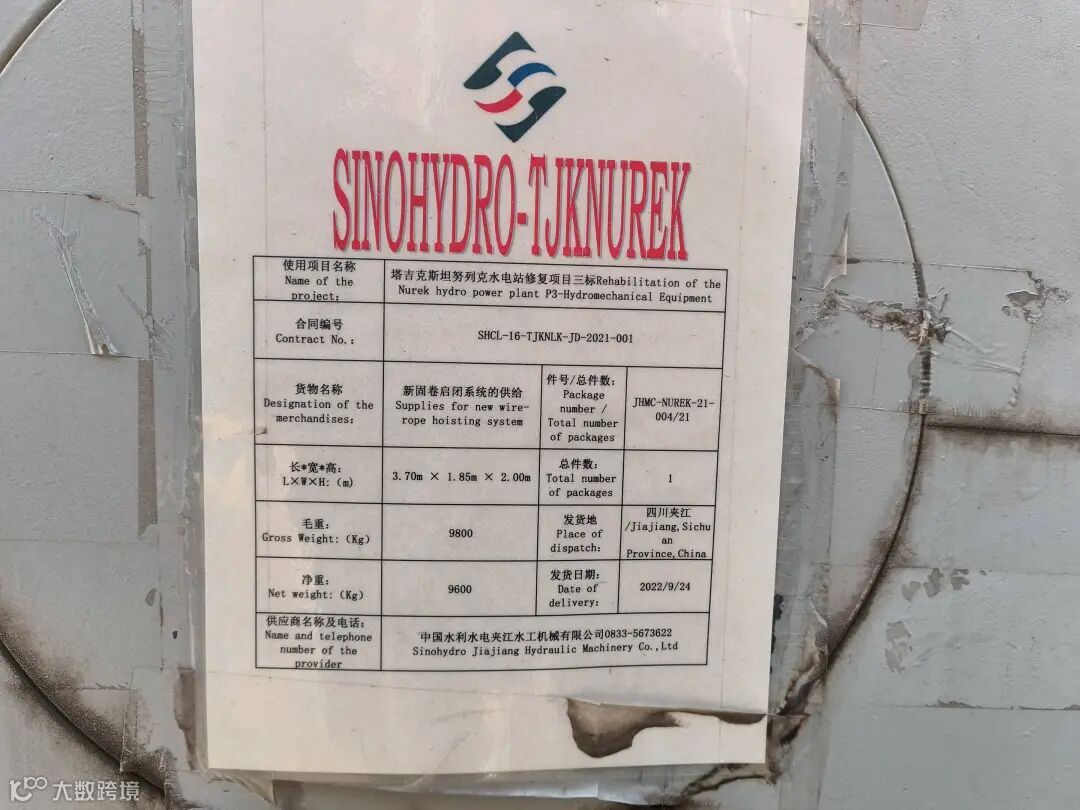 SINOHYDRO-TJKNUREK
使用项目名称
Name of the
project:
塔吉克斯坦努列克水电站修复项目三标Rehabilitation of the
Nurek hydro power plant P3-Hydromechanical Equipment
合同编号
Contract No.:
SHCL-16-TJKNLK-JD-2021-001
货物名称
Designation of the
merchandises:
新固卷启闭系统的供给
Supplies for new wire-
rope hoisting system
件号/总件数:
Package
number /
Total number
of packages
JHMC-NUREK-21-
004/21
长*宽*高:
L×W×H: (m)
3.70m × 1.85m × 2.00m
总件数:
Total number
of packages
1
毛重:
Gross Weight: (Kg)
9800
发货地
Place of
dispatch:
四川夹江
/Jiajiang,Sichu
an
Province,China
净重:
Net weight: (Kg)
9600
发货日期:
Date of
delivery:
2022/9/24
供应商名称及电话:
Name and telephone
number of the
provider
中国水利水电夹江水工机械有限公司0833-5673622
Sinohydro Jiajiang Hydraulic Machinery Co.,Ltd
大数跨境